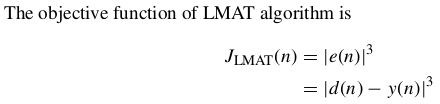 The objective function of LMAT algorithm is
J_LMAT(n) = |e(n)|³
= |d(n) − y(n)|³